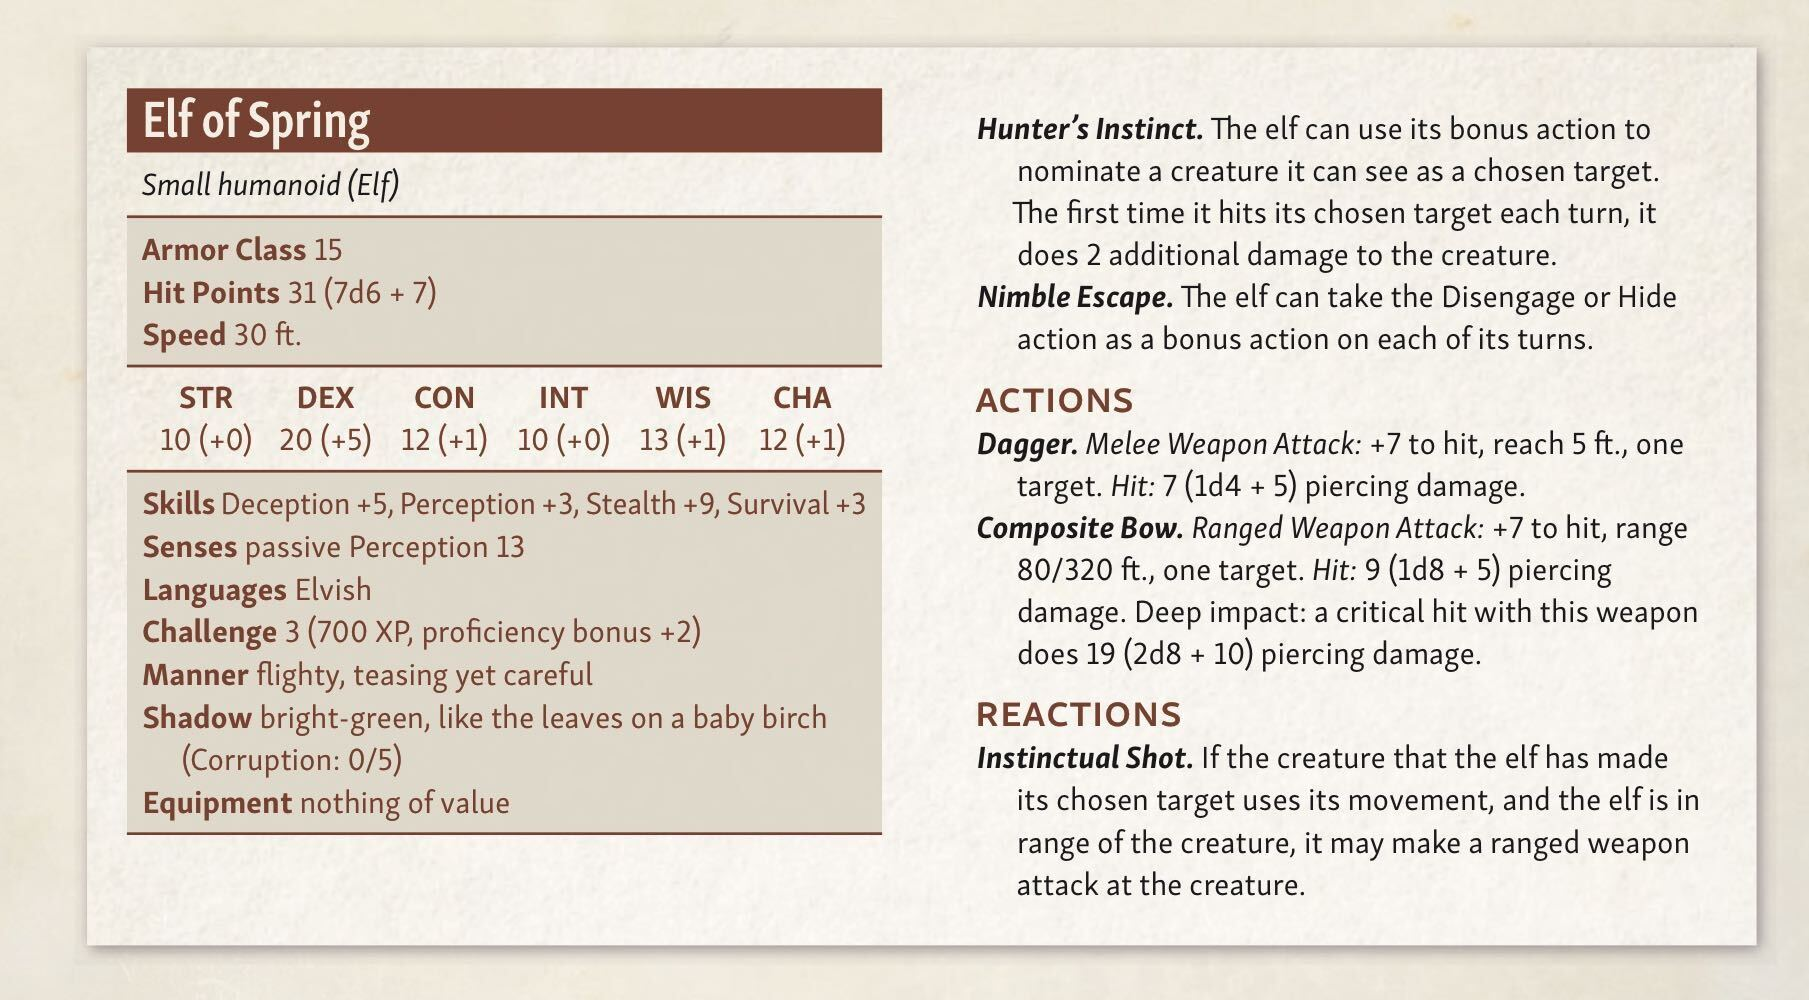 Elf of Spring
Small humanoid (Elf)
Armor Class 15
Hit Points 31 (7d6 + 7)
Speed 30 ft.
STR DEX CON INT WIS CHA
10 (+0) 20 (+5) 12 (+1) 10 (+0) 13 (+1) 12 (+1)
Skills Deception +5, Perception +3, Stealth +9, Survival +3
Senses passive Perception 13
Languages Elvish
Challenge 3 (700 XP, proficiency bonus +2)
Manner flighty, teasing yet careful
Shadow bright-green, like the leaves on a baby birch
(Corruption: 0/5)
Equipment nothing of value
Hunter’s Instinct. The elf can use its bonus action to
nominate a creature it can see as a chosen target.
The first time it hits its chosen target each turn, it
does 2 additional damage to the creature.
Nimble Escape. The elf can take the Disengage or Hide
action as a bonus action on each of its turns.
ACTIONS
Dagger. Melee Weapon Attack: +7 to hit, reach 5 ft., one
target. Hit: 7 (1d4 + 5) piercing damage.
Composite Bow. Ranged Weapon Attack: +7 to hit, range
80/320 ft., one target. Hit: 9 (1d8 + 5) piercing
damage. Deep impact: a critical hit with this weapon
does 19 (2d8 + 10) piercing damage.
REACTIONS
Instinctual Shot. If the creature that the elf has made
its chosen target uses its movement, and the elf is in
range of the creature, it may make a ranged weapon
attack at the creature.